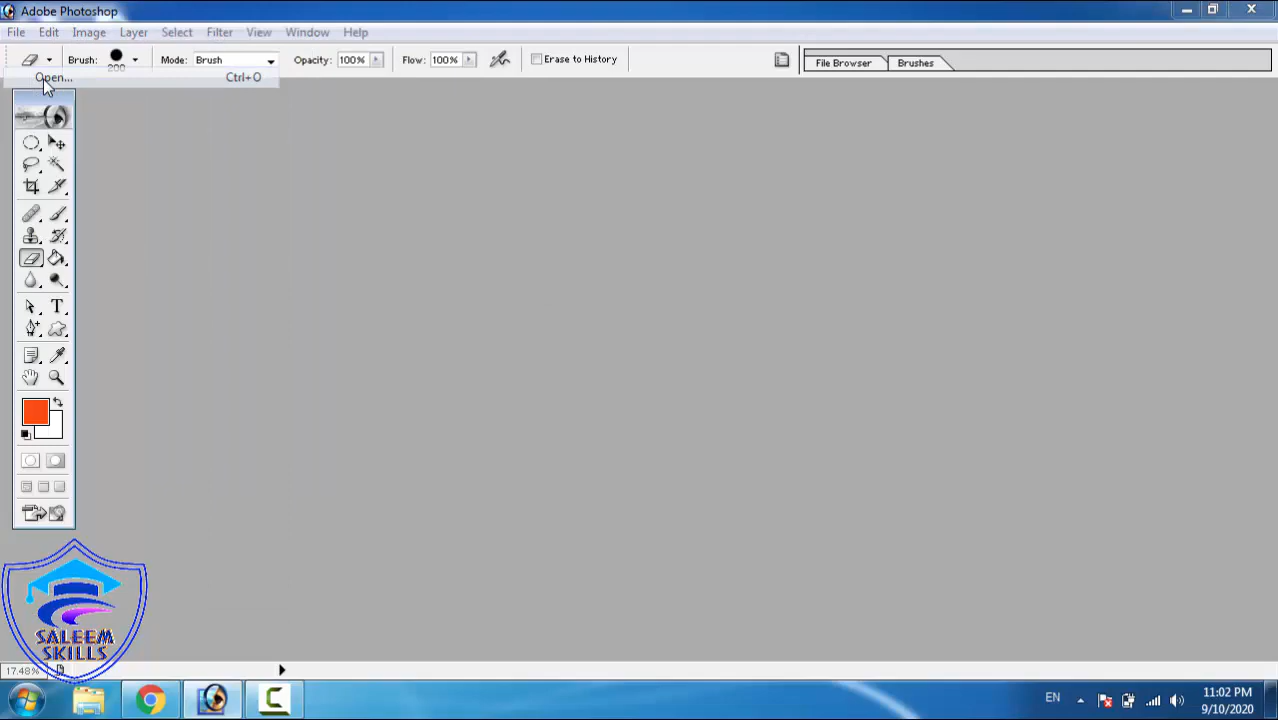 Adobe Photoshop
File Edit Image Layer Select Filter View Window Help
Brush: 200 Mode: Brush Opacity: 100% Flow: 100% Erase to History File Browser Brushes
Open... Ctrl+O
T
SALEEM
SKILLS
17.48%
EN
11:02 PM
9/10/2020